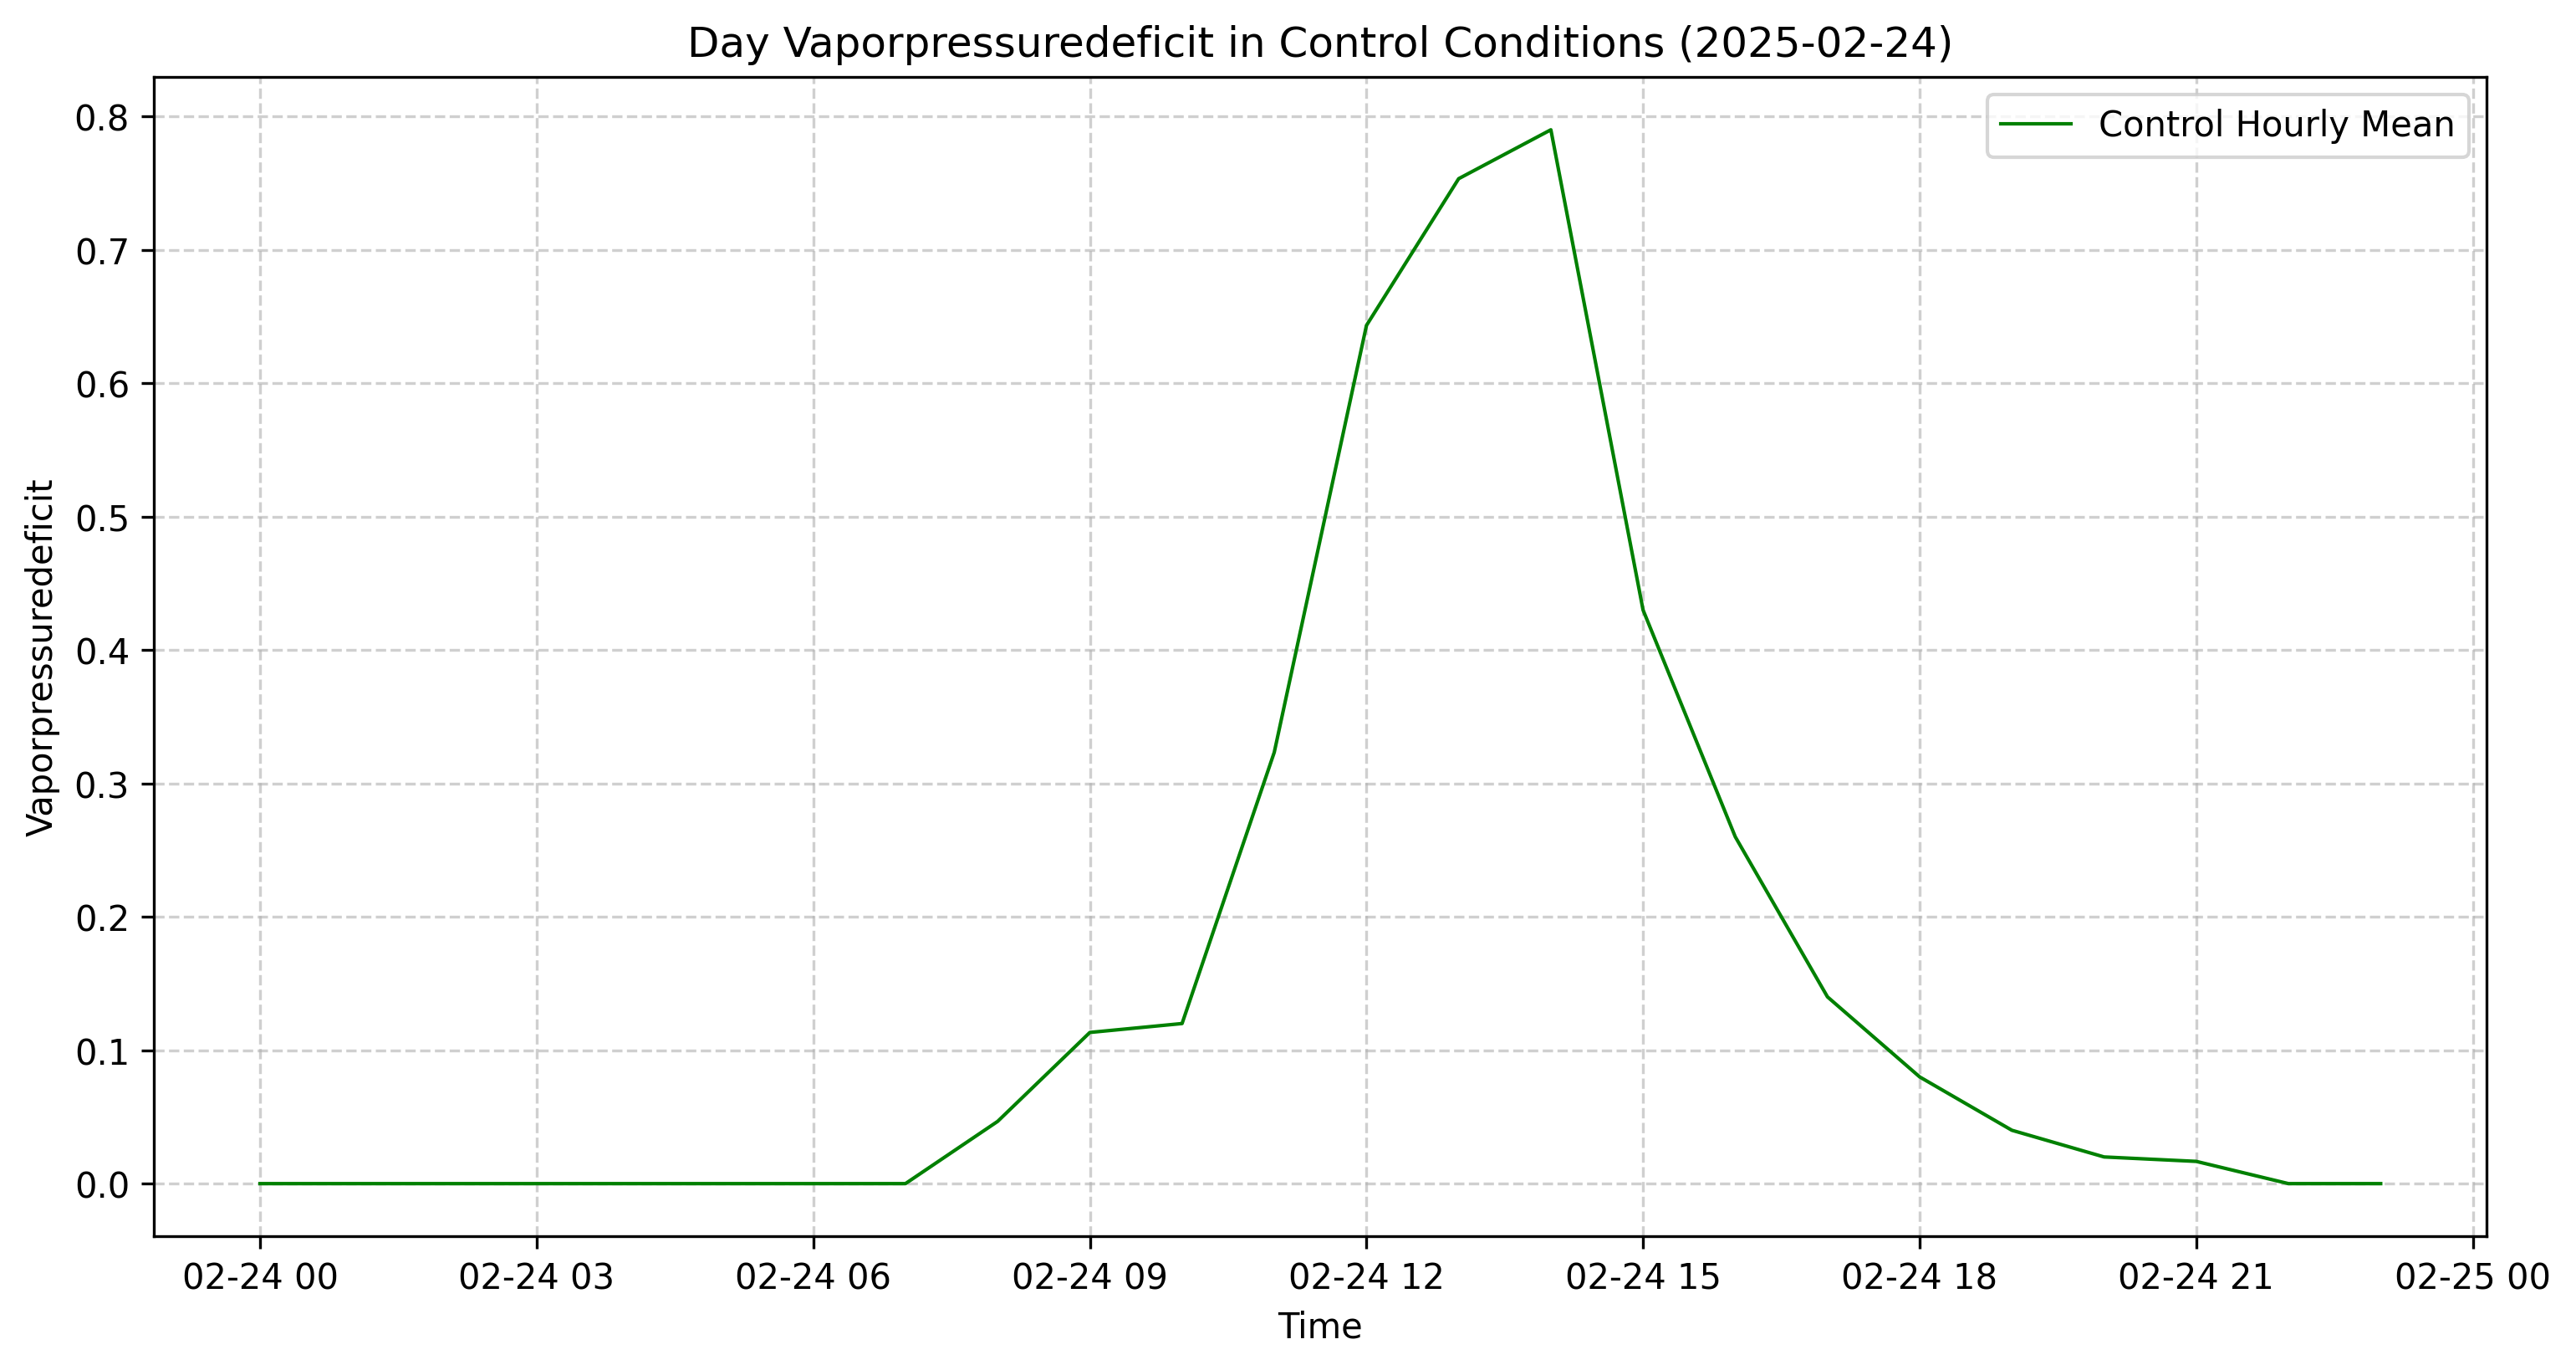 Day Vaporpressuredeficit in Control Conditions (2025-02-24)
Control Hourly Mean
Vaporpressuredeficit
0.8
0.7
0.6
0.5
0.4
0.3
0.2
0.1
0.0
02-24 00 02-24 03 02-24 06 02-24 09 02-24 12 02-24 15 02-24 18 02-24 21 02-25 00
Time